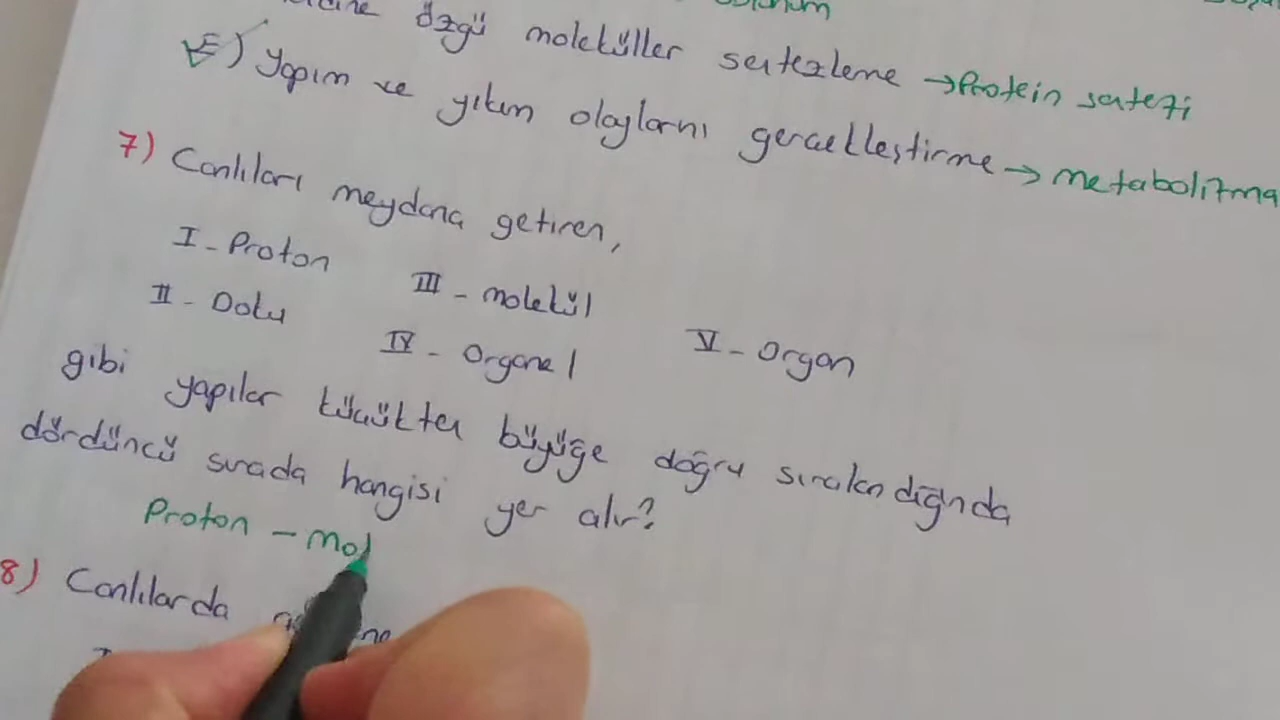 özgü moleküller sentezleme → Protein sentezi
E) Yapım ve yıkım olaylarını gerçekleştirme → metabolizma
7) Canlıları meydana getiren,
I - Proton III - molekül V - Organ
II - Doku IV - Organel
gibi yapılar küçükten büyüğe doğru sıralandığında
dördüncü sırada hangisi yer alır?
Proton - mol
8) Canlılarda